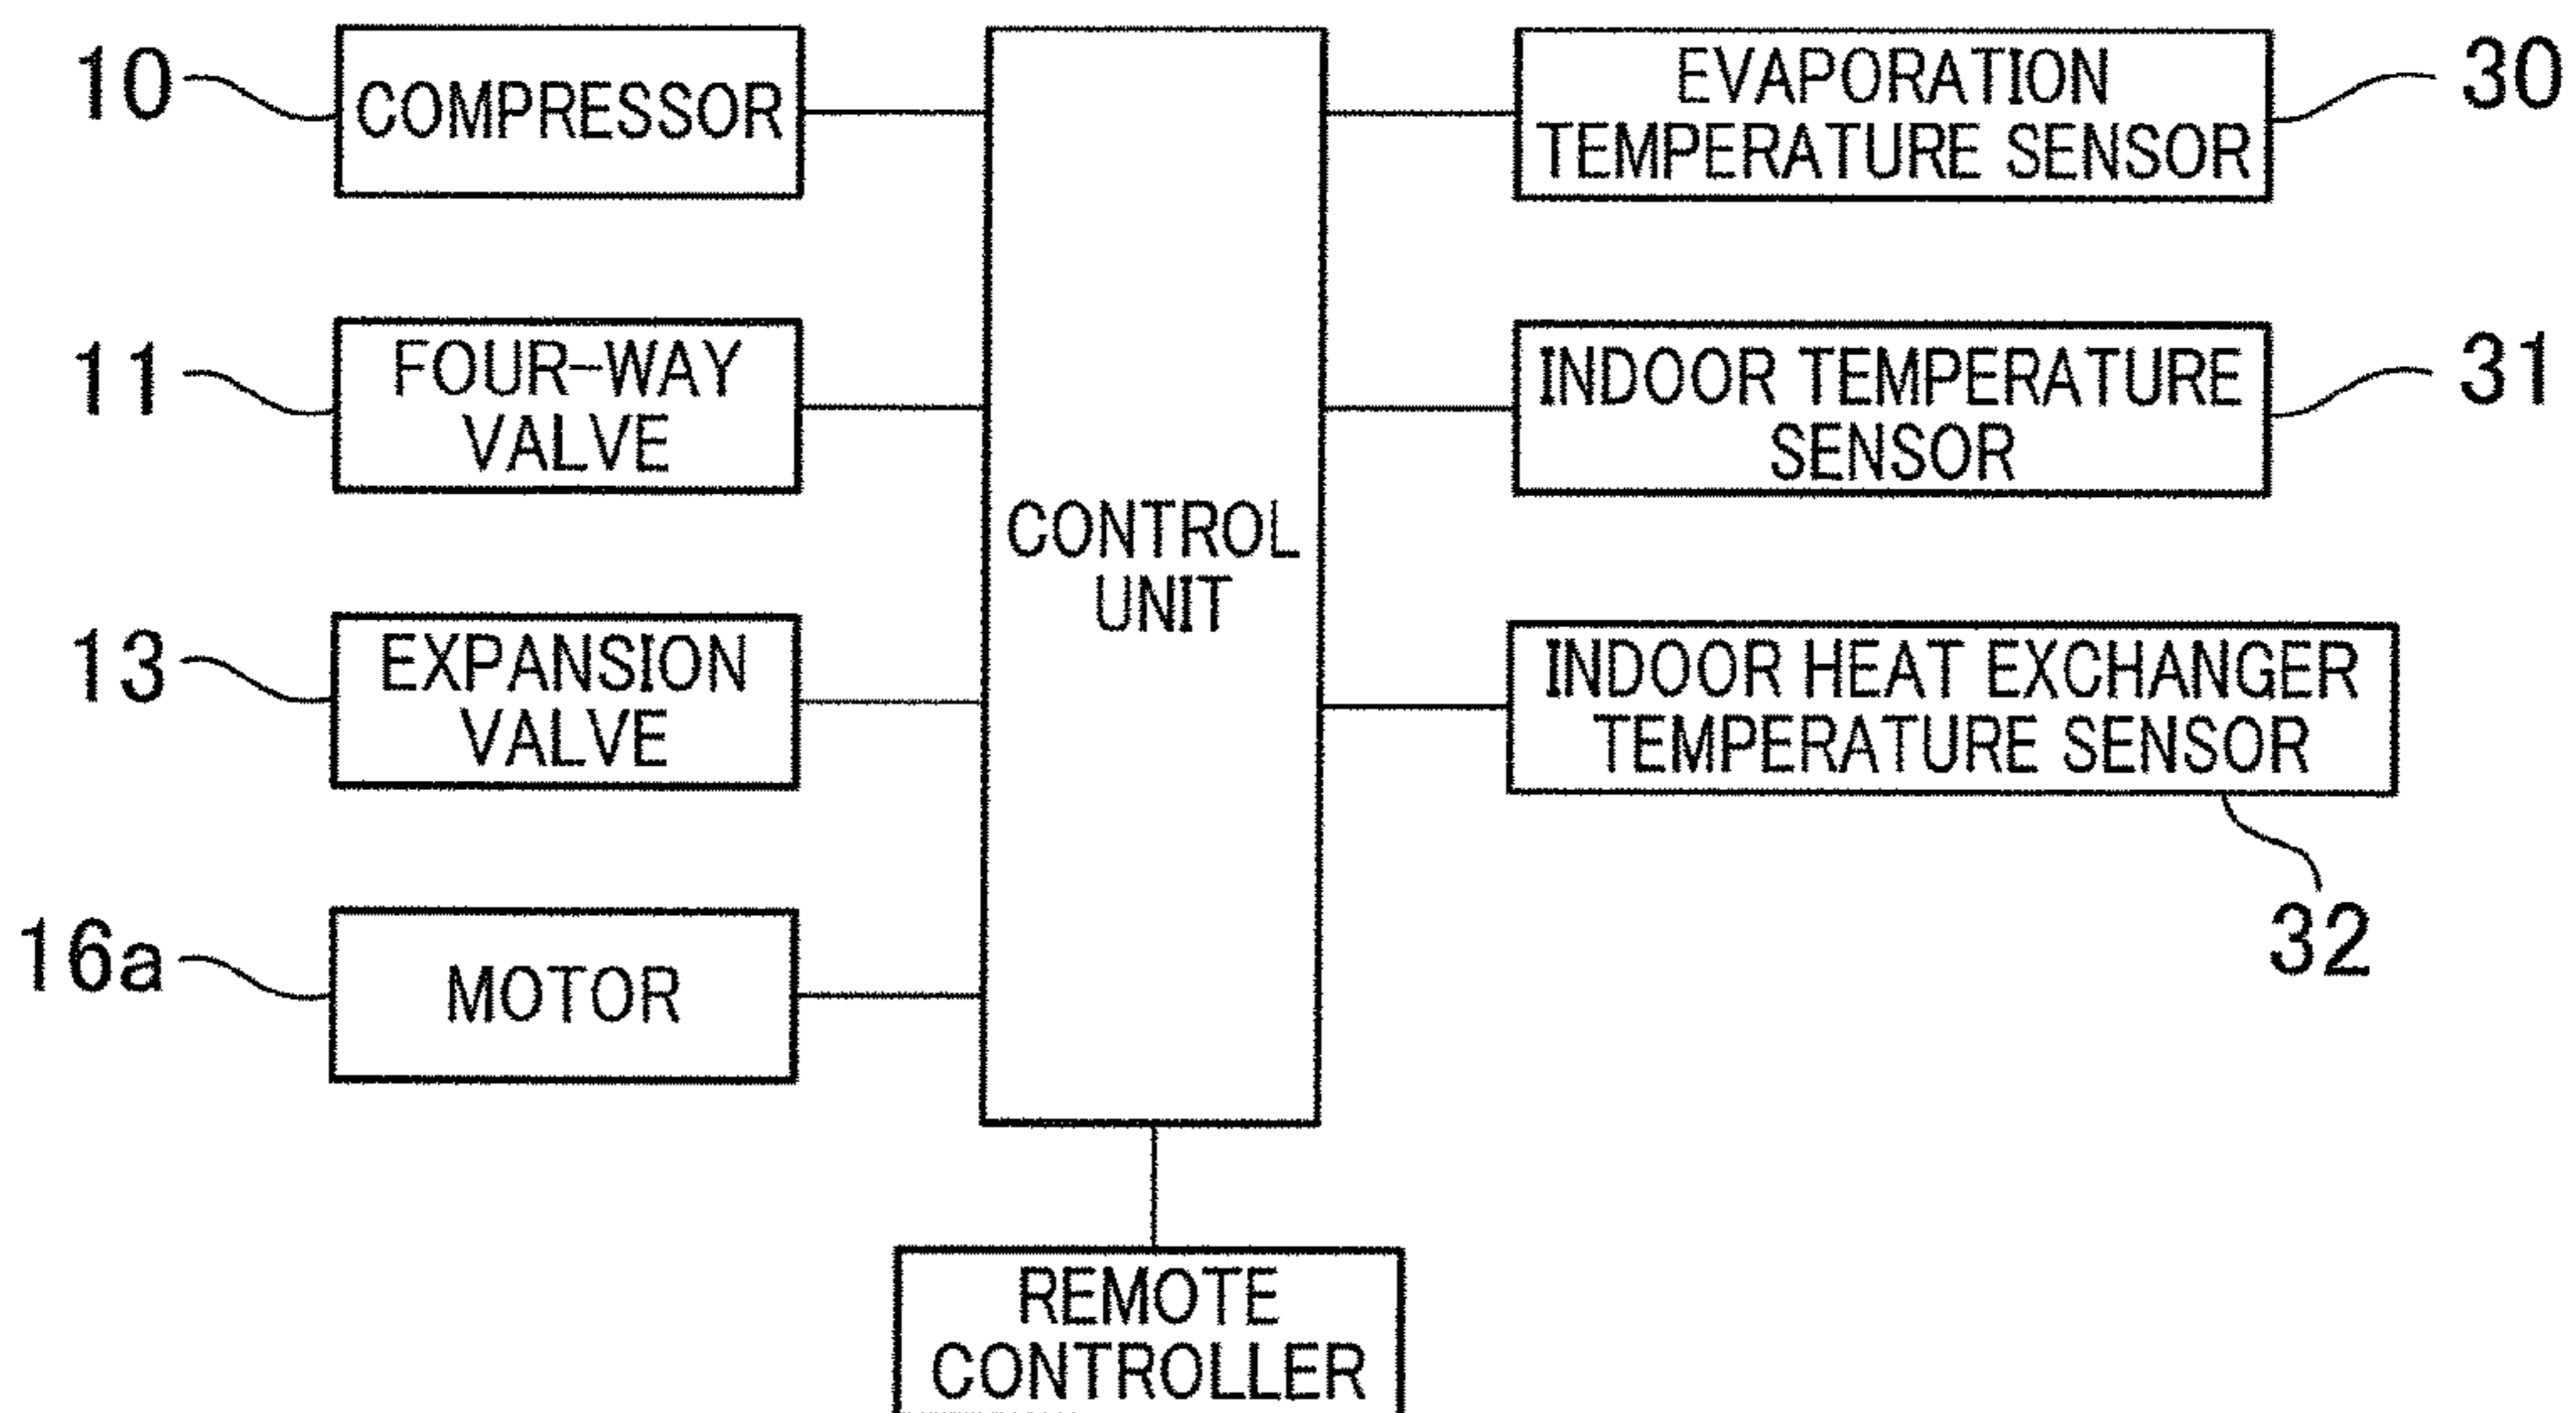 10
COMPRESSOR
11
FOUR-WAY
VALVE
13
EXPANSION
VALVE
16a
MOTOR
CONTROL
UNIT
EVAPORATION
TEMPERATURE SENSOR
30
INDOOR TEMPERATURE
SENSOR
31
INDOOR HEAT EXCHANGER
TEMPERATURE SENSOR
32
REMOTE
CONTROLLER